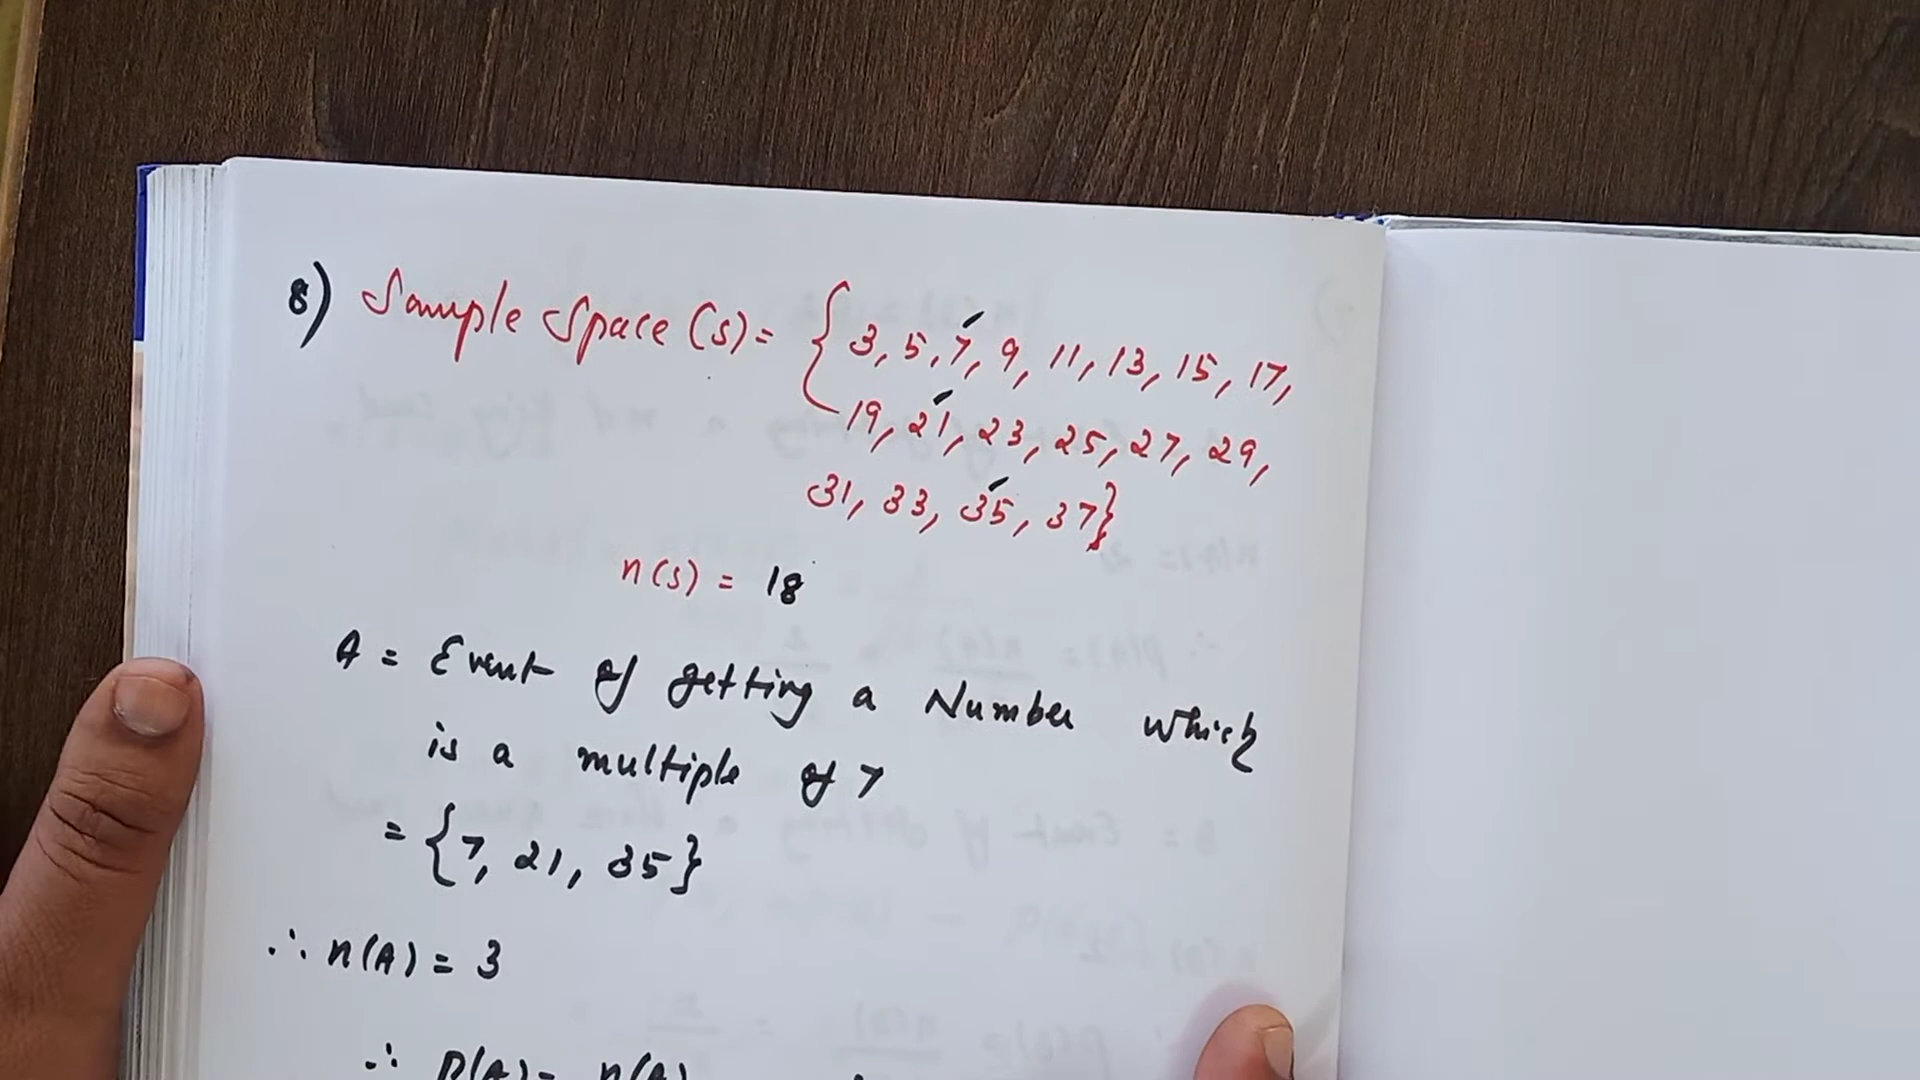 8) Sample Space (S) = { 3, 5, 7, 9, 11, 13, 15, 17,
19, 21, 23, 25, 27, 29,
31, 33, 35, 37}
n(s) = 18
A = Event of getting a Number which
is a multiple of 7
= {7, 21, 35}
∴ n(A) = 3
∴ P(A) = n(A)